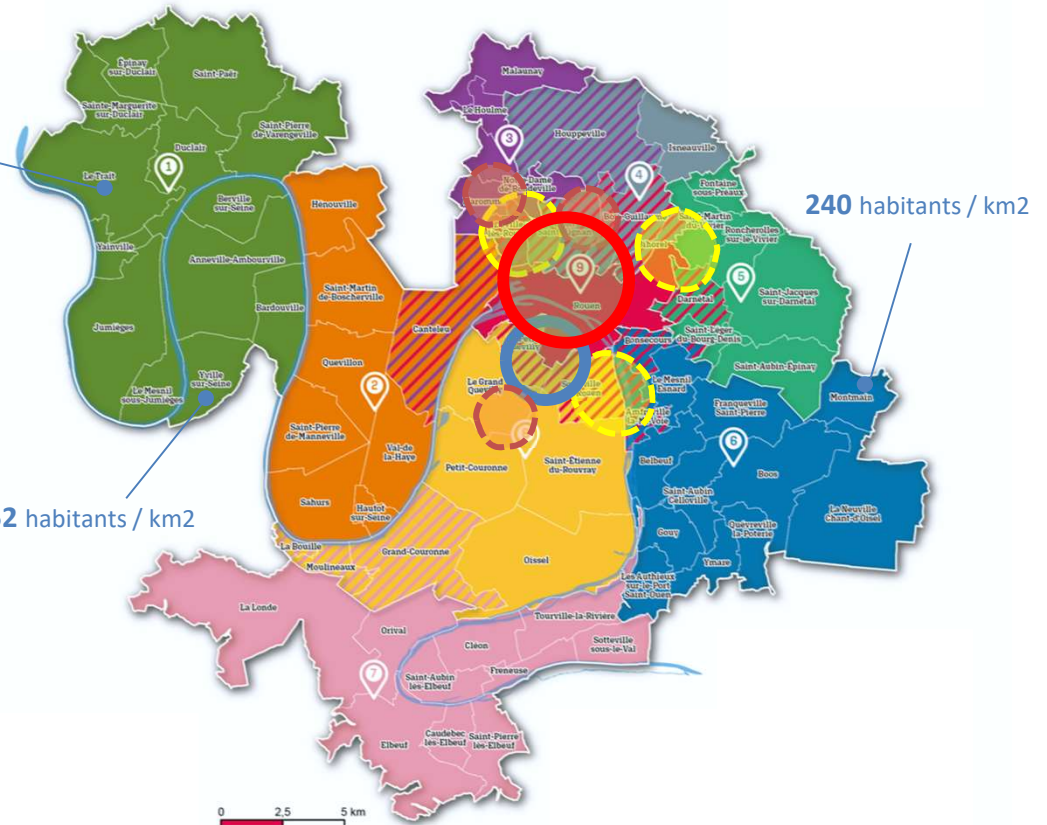 Épinay
sur-Duclair
Saint-Paër
Sainte-Marguerite
sur-Duclair
Saint-Pierre
de-Varengeville
Duclair
1
Le Trait
Berville
sur-Seine
Yainville
Anneville-Ambourville
Bardouville
Jumièges
Le Mesnil
sous-Jumièges
Yville
sur-Seine
habitants / km2
Malaunay
Le Houlme
3
Houppeville
Isneauville
4
Fontaine
sous-Préaux
240 habitants / km2
Roncherolles
sur-le-Vivier
5
Saint-Jacques
sur-Darnétal
Darnétal
Saint-Léger
du-Bourg-Denis
Saint-Aubin-Épinay
Montmain
9
Rouen
Hénouville
Saint-Martin
de-Boscherville
Canteleu
Quevillon
2
Saint-Pierre
de-Manneville
Val-de
la-Haye
Sahurs
Hautot
sur-Seine
Le Grand
Quevilly
Petit-Couronne
Saint-Étienne
du-Rouvray
Bonsecours
Le Mesnil
Esnard
Franqueville
Saint-Pierre
6
Belbeuf
Boos
Saint-Aubin
Celloville
La Neuville
Chant-d'Oisel
Gouy
Quévreville
la-Poterie
Ymare
Les Authieux
sur-le-Port
Saint-Ouen
La Bouille
Moulineaux
Grand-Couronne
Oissel
La Londe
Orival
Tourville-la-Rivière
Cléon
Sotteville
sous-le-Val
Freneuse
7
Saint-Aubin
lès-Elbeuf
Elbeuf
Caudebec
lès-Elbeuf
Saint-Pierre
lès-Elbeuf
0 2,5 5 km